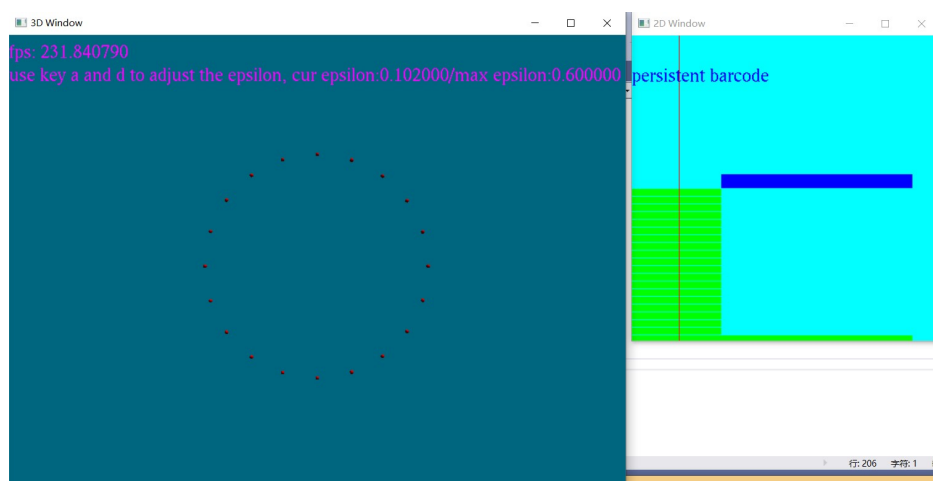 3D Window
2D Window
fps: 231.840790
use key a and d to adjust the epsilon, cur epsilon:0.102000/max epsilon:0.600000
persistent barcode
行: 206
字符: 1